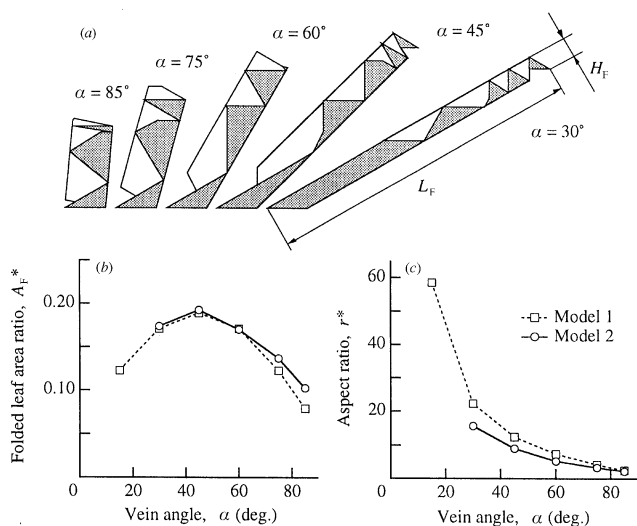 (a)
α = 85°
α = 75°
α = 60°
α = 45°
α = 30°
H_F
L_F
(b)
Folded leaf area ratio, A_F*
0.20
0.10
0 20 40 60 80
Vein angle, α (deg.)
(c)
Aspect ratio, r*
60
40
20
0 20 40 60 80
Vein angle, α (deg.)
Model 1
Model 2